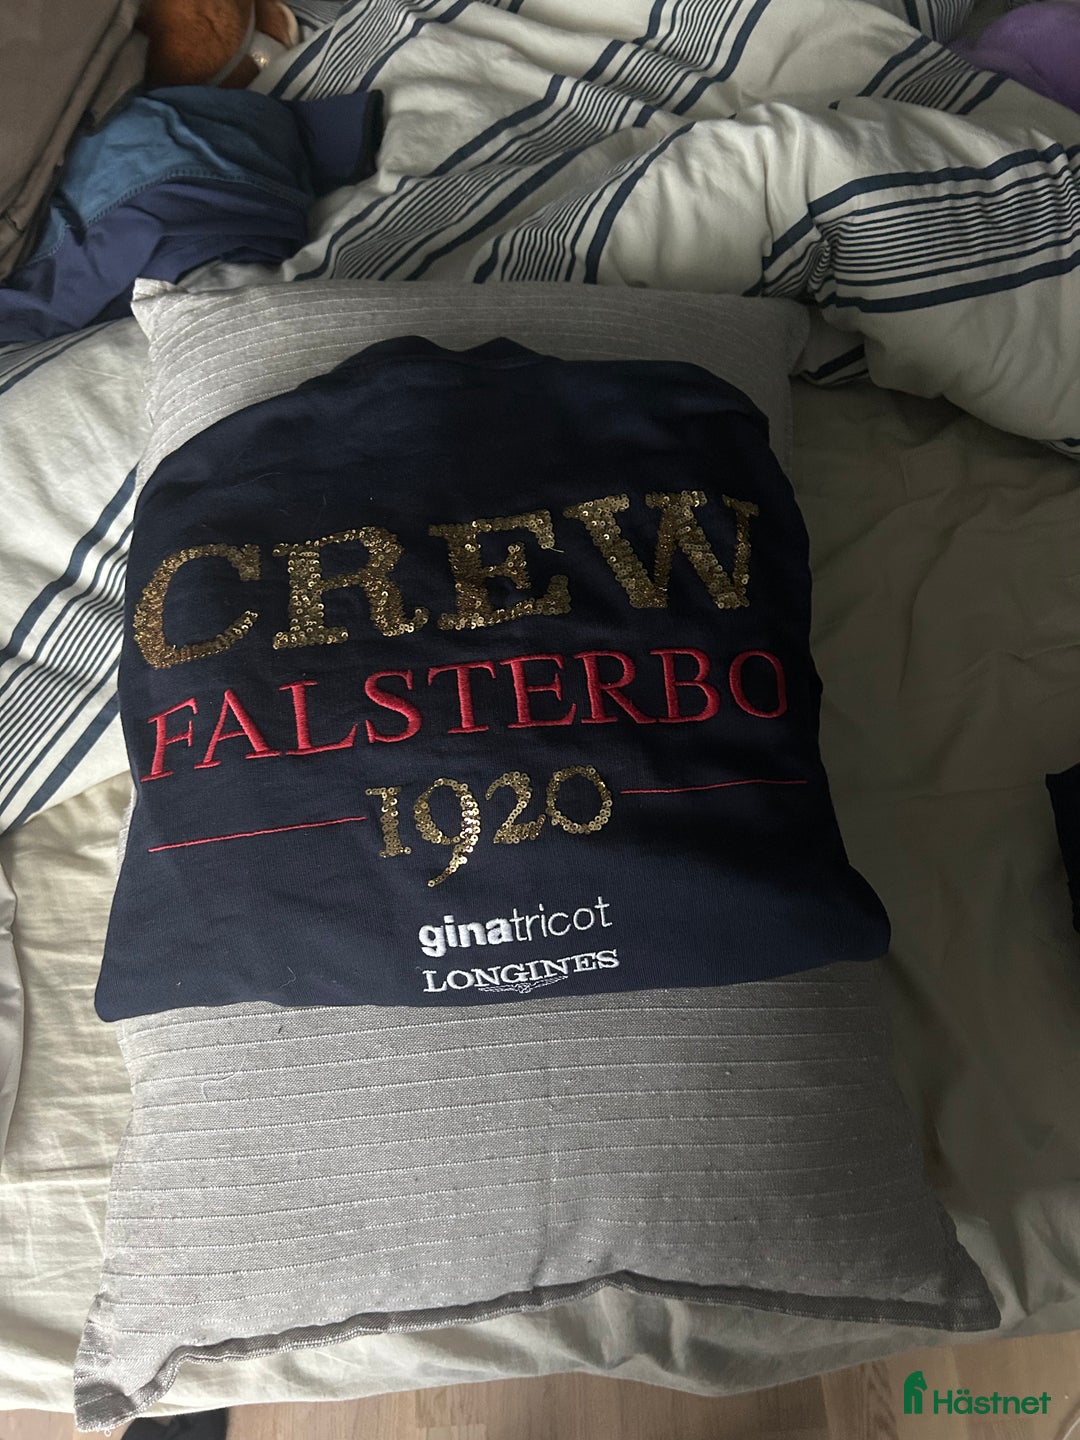 CREW
FALSTERBO
1920
ginatricot
LONGINES
Hästnet